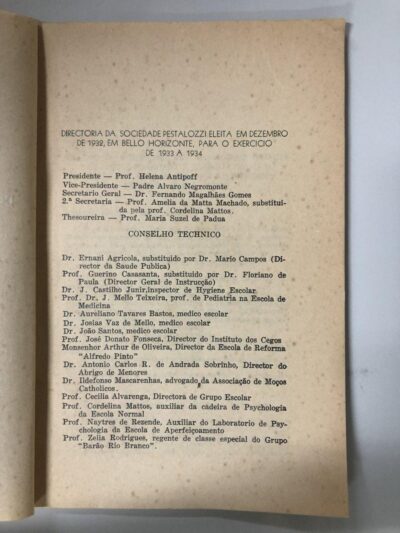 DIRECTORIA DA SOCIEDADE PESTALOZZI ELEITA EM DEZEMBRO
DE 1932, EM BELLO HORIZONTE, PARA O EXERCICIO
DE 1933 A 1934
Presidente — Prof. Helena Antipoff
Vice-Presidente — Padre Alvaro Negromonte
Secretario Geral — Dr. Fernando Magalhães Gomes
2.ª Secretaria — Prof. Amelia da Matta Machado, substitui-
da pela prof. Cordelina Mattos.
Thesoureira — Prof. Maria Suzel de Padua
CONSELHO TECHNICO
Dr. Ernani Agricola, substituido por Dr. Mario Campos (Di-
rector da Saude Publica)
Prof. Guerino Casasanta, substituido por Dr. Floriano de
Paula (Director Geral de Instrucção)
Dr. J. Castilho Junir, inspector de Hygiene Escolar
Prof. Dr. J. Mello Teixeira, prof. de Pediatria na Escola de
Medicina
Dr. Aureliano Tavares Bastos, medico escolar
Dr. Josias Vaz de Mello, medico escolar
Dr. João Santos, medico escolar
Prof. José Donato Fonseca, Director do Instituto dos Cegos
Monsenhor Arthur de Oliveira, Director da Escola de Reforma
"Alfredo Pinto"
Dr. Antonio Carlos R. de Andrada Sobrinho, Director do
Abrigo de Menores
Dr. Ildefonso Mascarenhas, advogado da Associação de Moços
Catholicos.
Prof. Cecilia Alvarenga, Directora de Grupo Escolar
Prof. Cordelina Mattos, auxiliar da cadeira de Psychologia
da Escola Normal
Prof. Naytres de Rezende, Auxiliar do Laboratorio de Psy-
chologia da Escola de Aperfeiçoamento
Prof. Zelia Rodrigues, regente de classe especial do Grupo
"Barão Rio Branco".